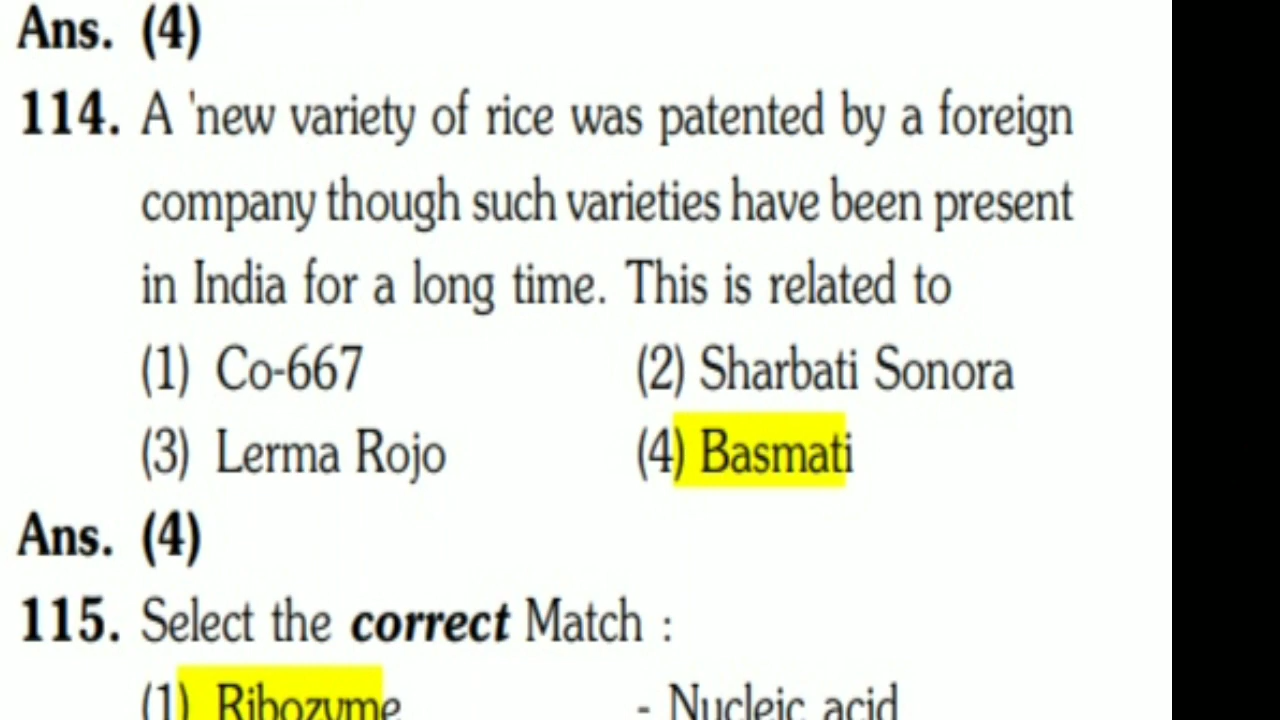 Ans. (4)
114. A 'new variety of rice was patented by a foreign
company though such varieties have been present
in India for a long time. This is related to
(1) Co-667 (2) Sharbati Sonora
(3) Lerma Rojo (4) Basmati
Ans. (4)
115. Select the correct Match :
(1) Ribozyme - Nucleic acid